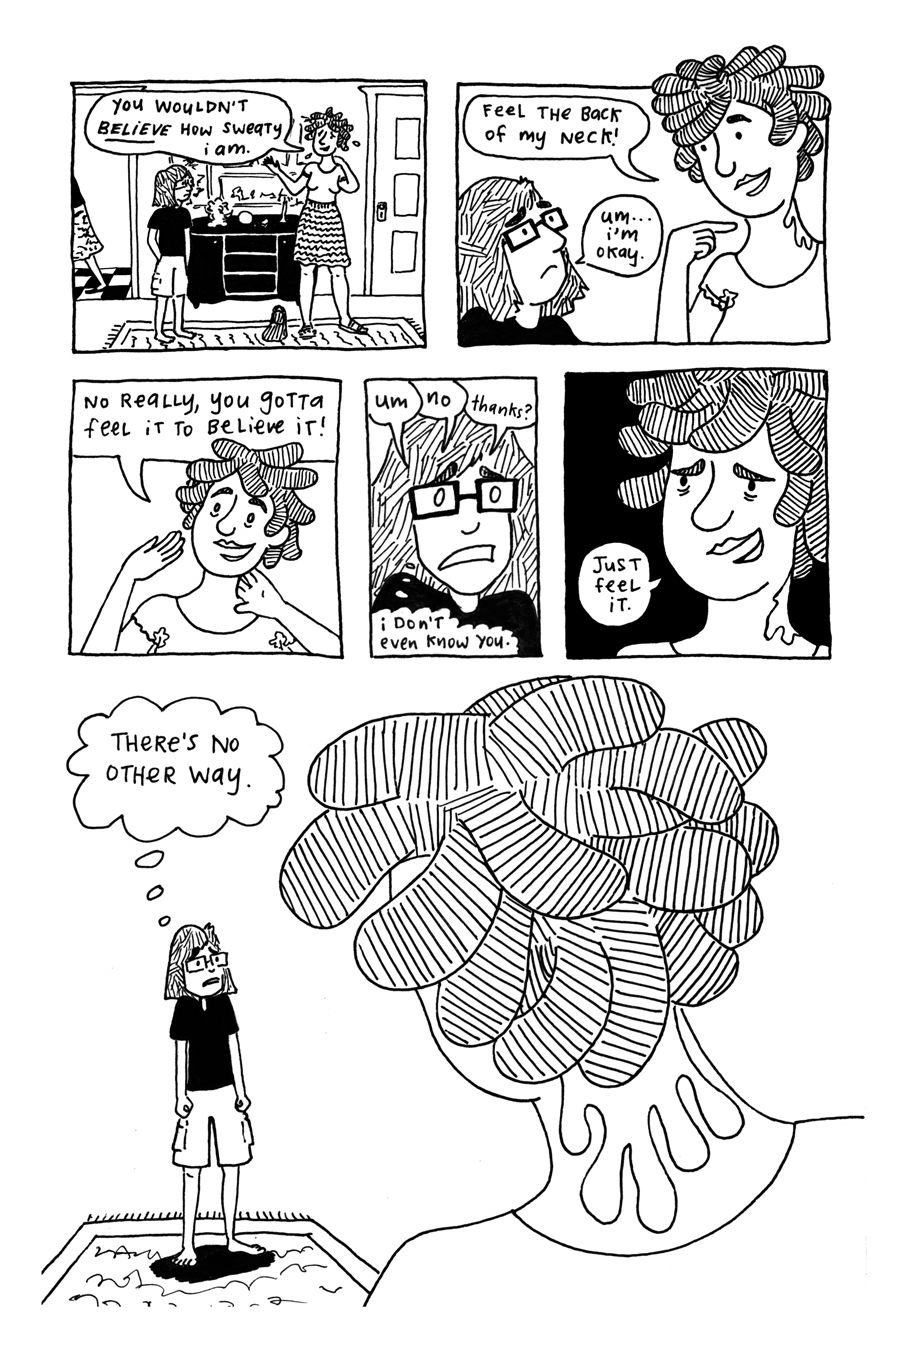 YOU WOULDN'T
BELIEVE HOW SWEATY
i AM.
FEEL THE BACK
OF MY NECK!
UM...
i'M
OKAY.
NO REALLY, YOU GOTTA
FEEL IT TO BELIEVE IT!
UM
NO
THANKS?
i DON'T
EVEN KNOW YOU.
JUST
FEEL
IT.
THERE'S NO
OTHER WAY.